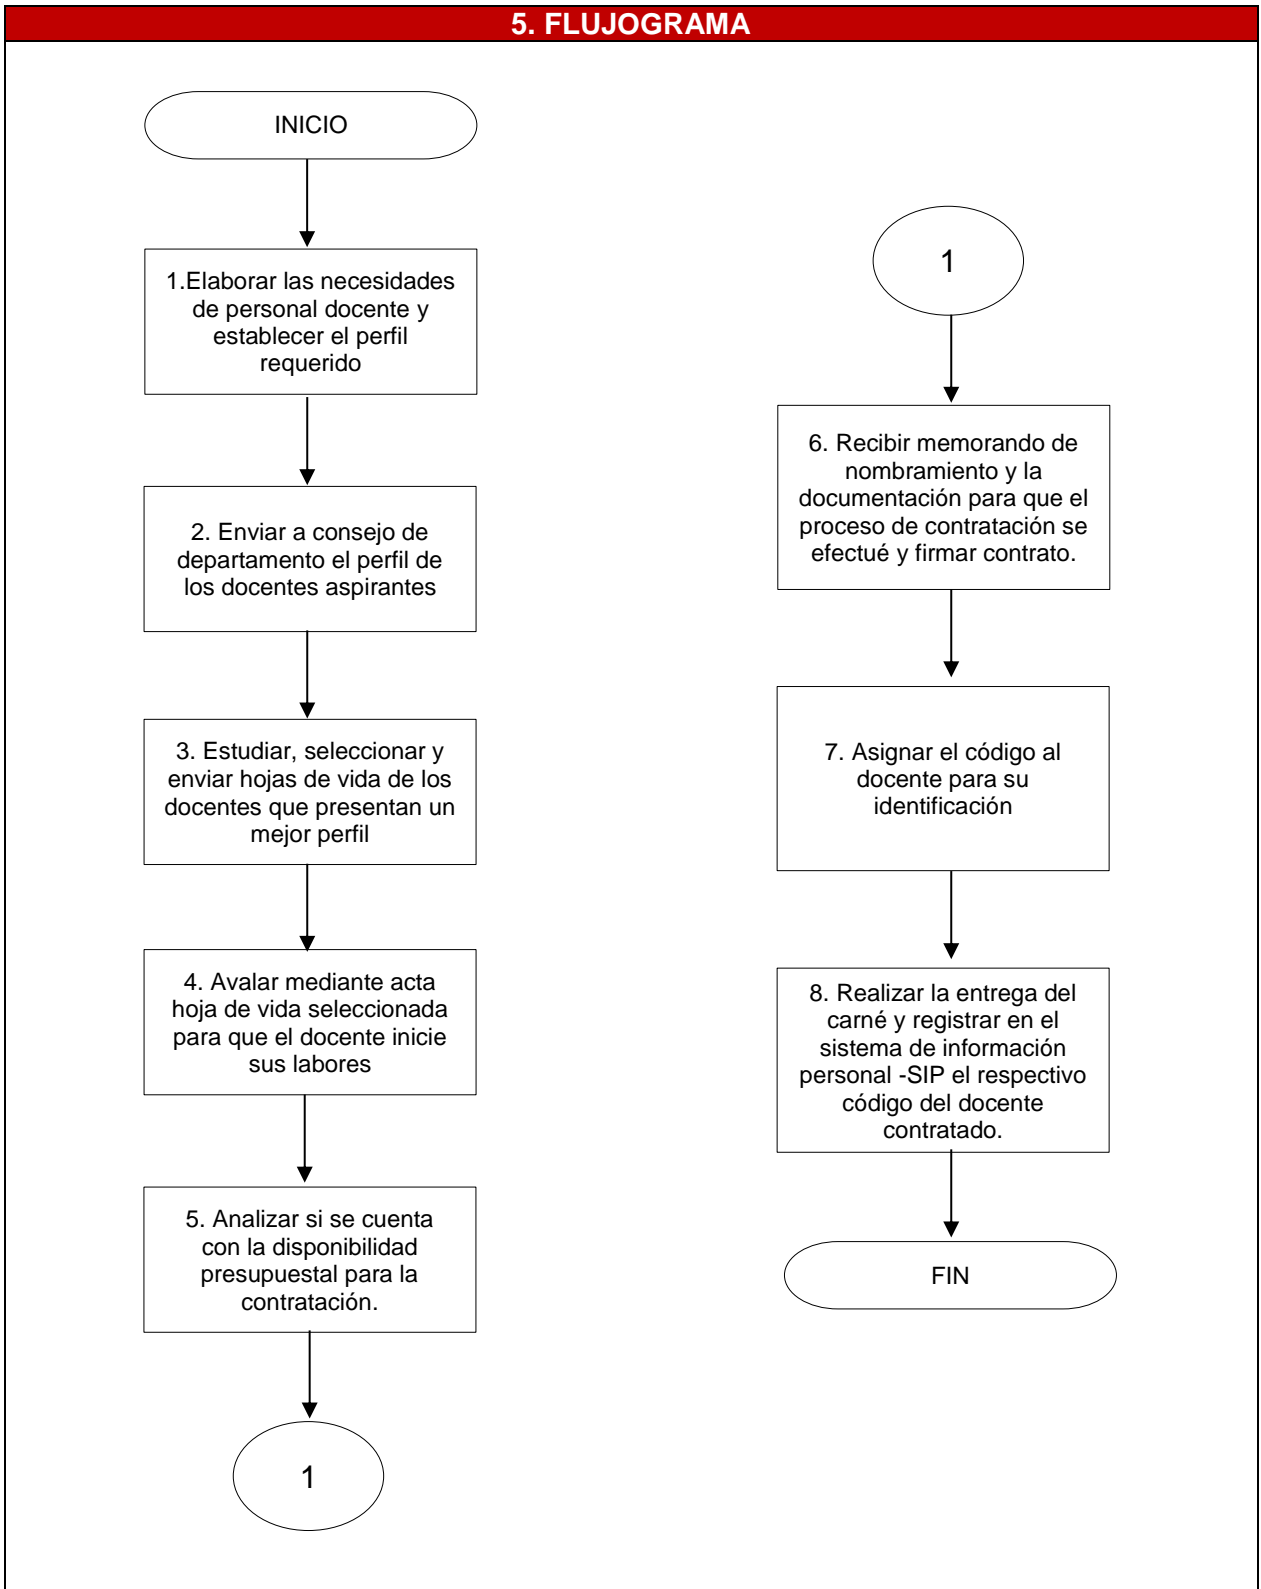 5. FLUJOGRAMA
INICIO
1.Elaborar las necesidades
de personal docente y
establecer el perfil
requerido
2. Enviar a consejo de
departamento el perfil de
los docentes aspirantes
3. Estudiar, seleccionar y
enviar hojas de vida de los
docentes que presentan un
mejor perfil
4. Avalar mediante acta
hoja de vida seleccionada
para que el docente inicie
sus labores
5. Analizar si se cuenta
con la disponibilidad
presupuestal para la
contratación.
1
1
6. Recibir memorando de
nombramiento y la
documentación para que el
proceso de contratación se
efectué y firmar contrato.
7. Asignar el código al
docente para su
identificación
8. Realizar la entrega del
carné y registrar en el
sistema de información
personal -SIP el respectivo
código del docente
contratado.
FIN